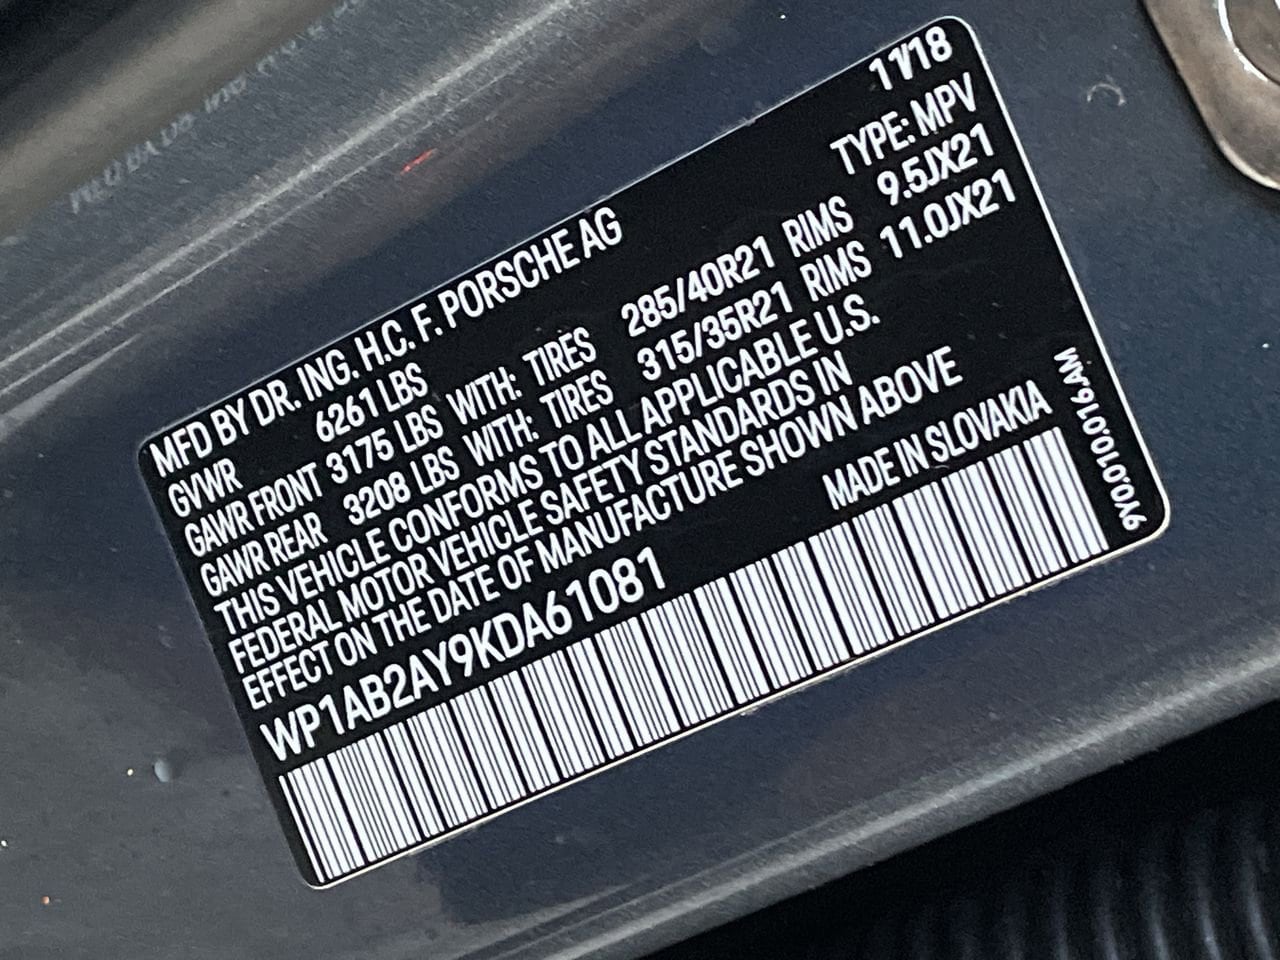 MFD BY DR. ING. H.C. F. PORSCHE AG 11/18
GVWR 6261 LBS TYPE: MPV
GAWR FRONT 3175 LBS WITH: TIRES 285/40R21 RIMS 9.5JX21
GAWR REAR 3208 LBS WITH: TIRES 315/35R21 RIMS 11.0JX21
THIS VEHICLE CONFORMS TO ALL APPLICABLE U.S.
FEDERAL MOTOR VEHICLE SAFETY STANDARDS IN
EFFECT ON THE DATE OF MANUFACTURE SHOWN ABOVE
WP1AB2AY9KDA61081 MADE IN SLOVAKIA
9Y0.010.016.AM